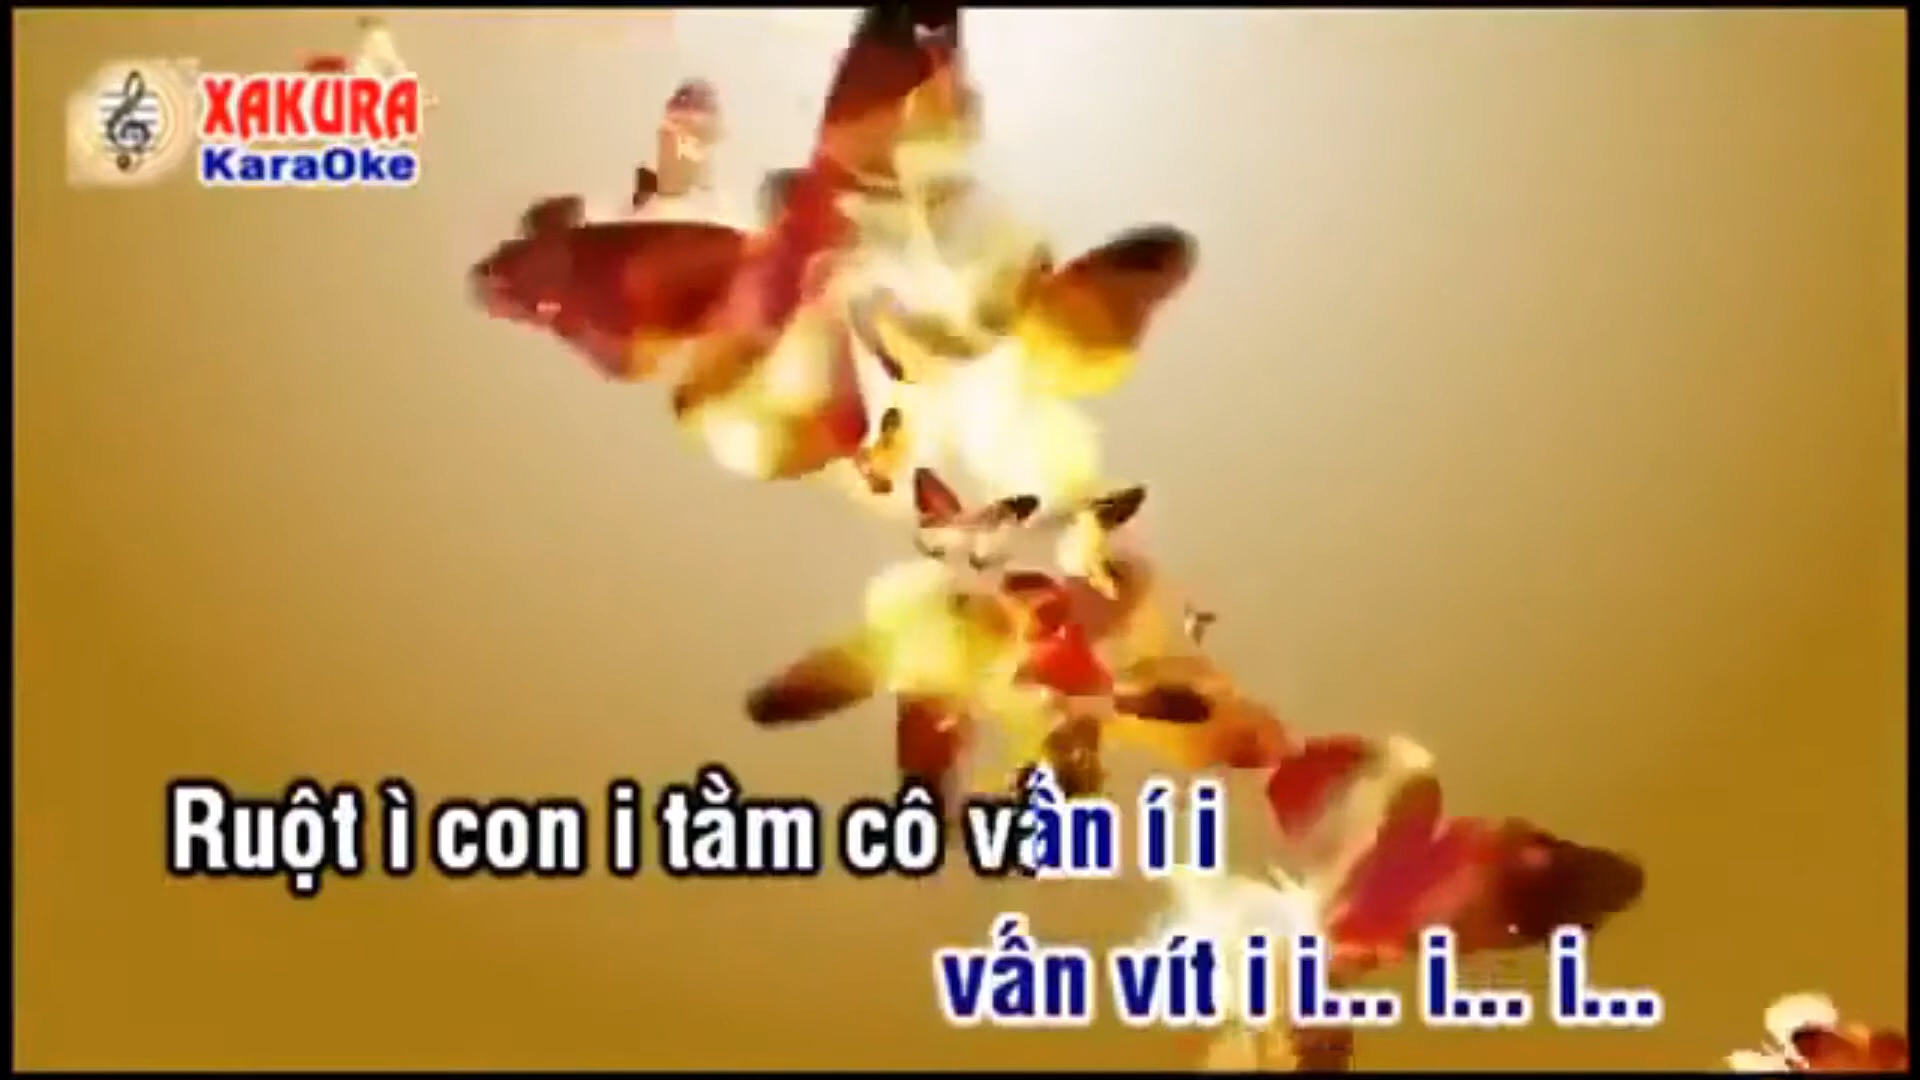 XAKURA
KaraOke
Ruột ì con i tằm cô vấn í i
vấn vít i i... i... i...